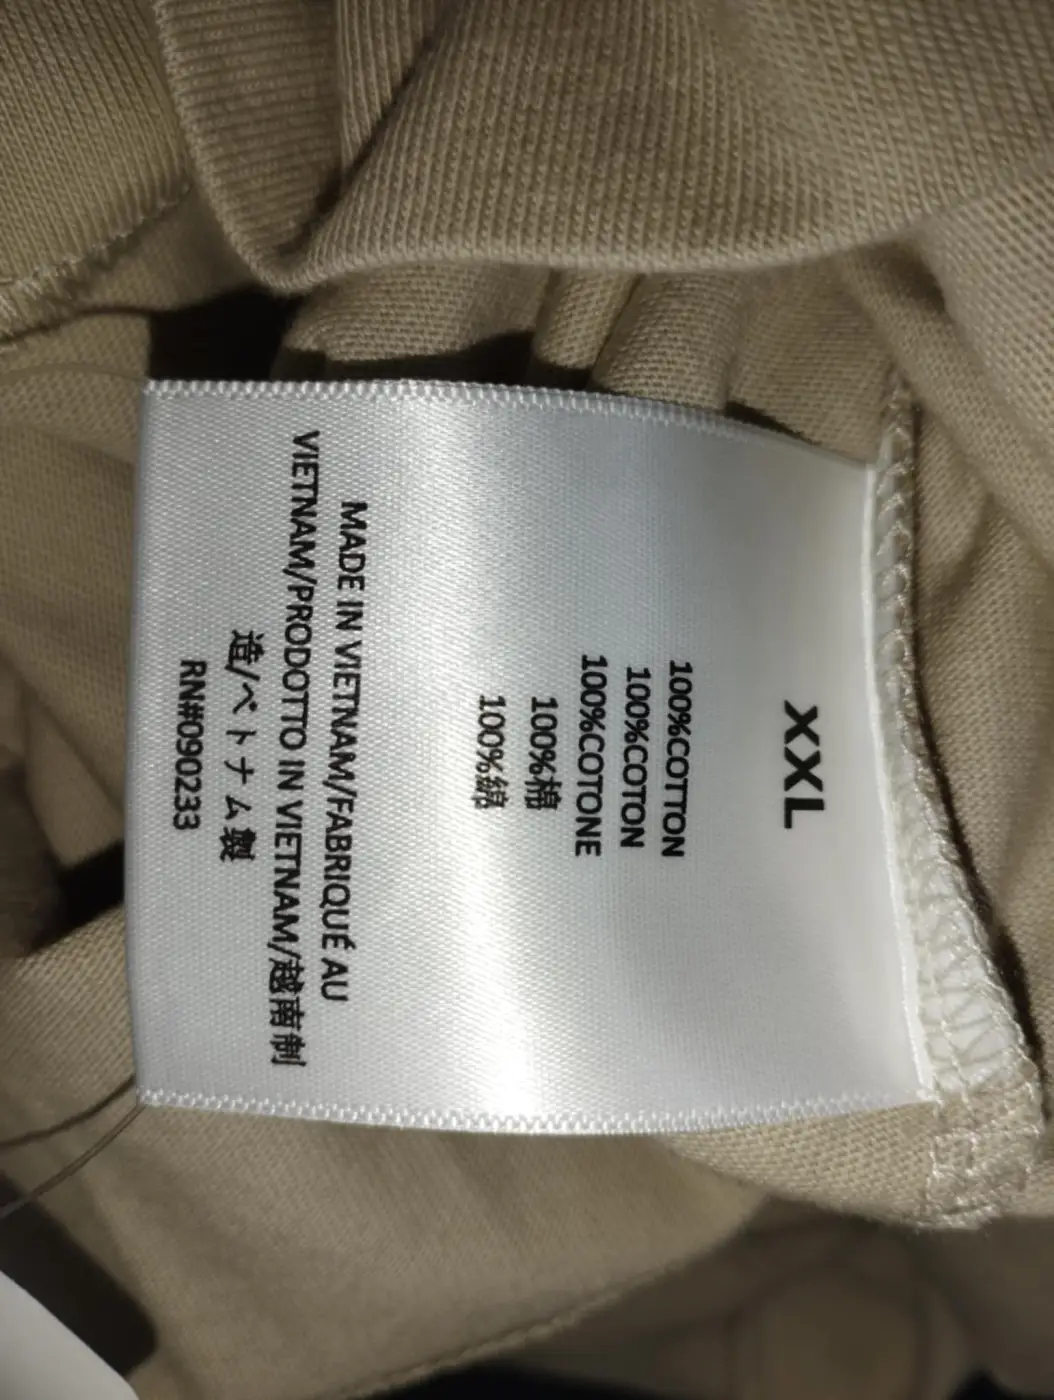 XXL
100%COTTON
100%COTON
100%COTONE
100%棉
100%綿
MADE IN VIETNAM/FABRIQUÉ AU
VIETNAM/PRODOTTO IN VIETNAM/越南制
造/ベトナム製
RN#090233